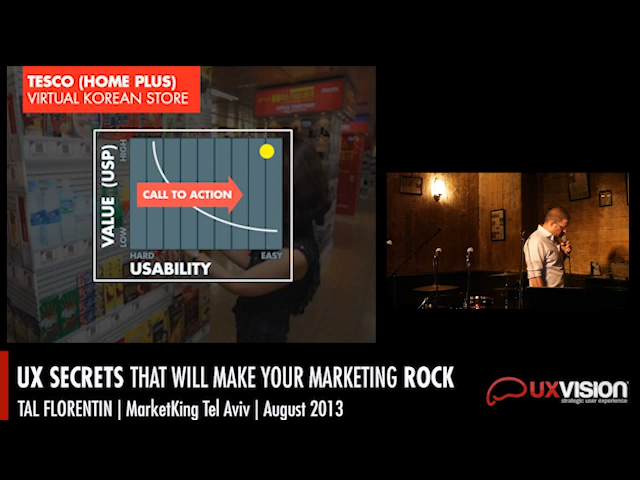 TESCO (HOME PLUS)
VIRTUAL KOREAN STORE
VALUE (USP)
HIGH
LOW
CALL TO ACTION
HARD
EASY
USABILITY
UX SECRETS THAT WILL MAKE YOUR MARKETING ROCK
TAL FLORENTIN | MarketKing Tel Aviv | August 2013
UXVISION
strategic user experience